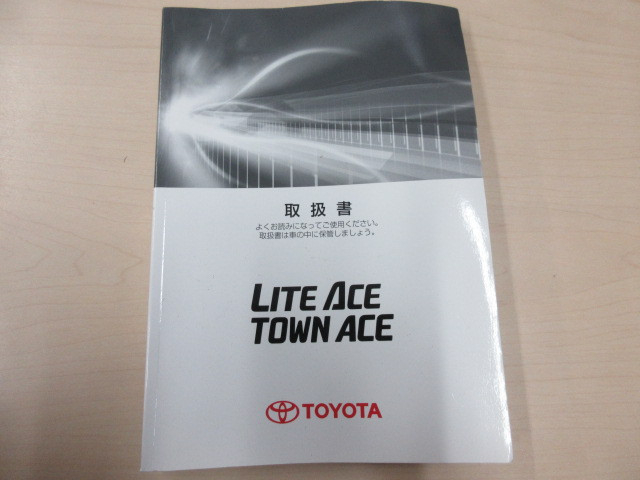 取扱書
よくお読みになってご使用ください。
取扱書は車の中に保管しましょう。
LITE ACE
TOWN ACE
TOYOTA